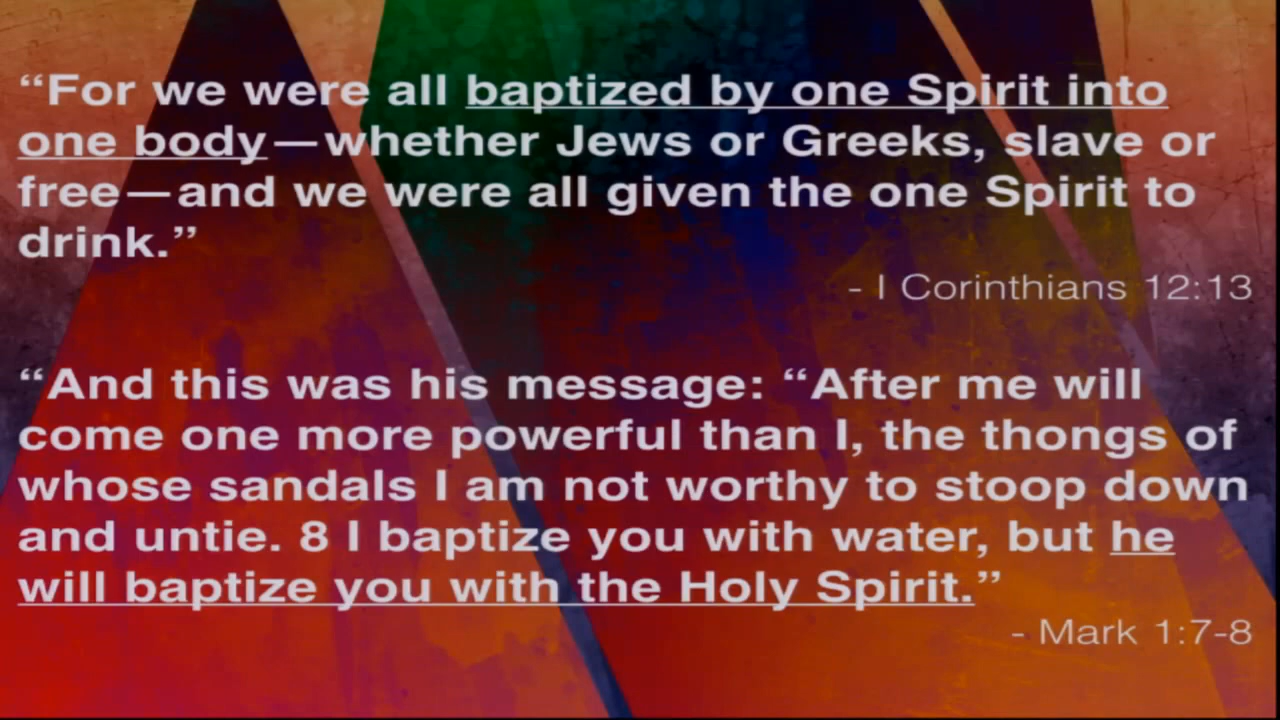 “For we were all baptized by one Spirit into
one body—whether Jews or Greeks, slave or
free—and we were all given the one Spirit to
drink.”
- I Corinthians 12:13
“And this was his message: “After me will
come one more powerful than I, the thongs of
whose sandals I am not worthy to stoop down
and untie. 8 I baptize you with water, but he
will baptize you with the Holy Spirit.”
- Mark 1:7-8